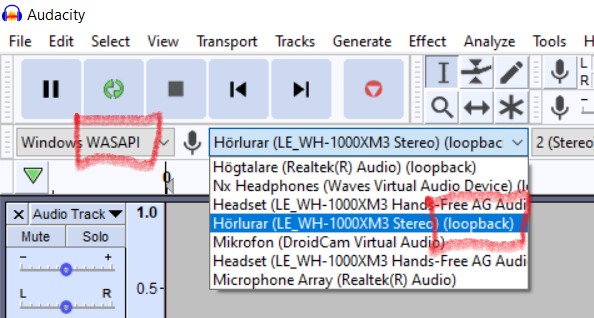 Audacity
File Edit Select View Transport Tracks Generate Effect Analyze Tools H
L
R
Windows WASAPI Hörlurar (LE_WH-1000XM3 Stereo) (loopbac 2 (Stereo
Högtalare (Realtek(R) Audio) (loopback)
0
Nx Headphones (Waves Virtual Audio Device) (lo
Headset (LE_WH-1000XM3 Hands-Free AG Audi
Audio Track 1.0 Hörlurar (LE_WH-1000XM3 Stereo) (loopback)
Mute Solo Mikrofon (DroidCam Virtual Audio)
Headset (LE_WH-1000XM3 Hands-Free AG Audi
- +
Microphone Array (Realtek(R) Audio)
0.5-
L R